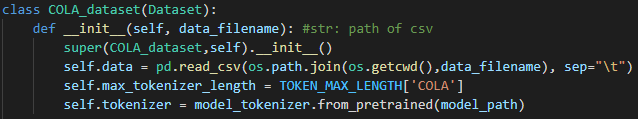 class COLA_dataset(Dataset):
    def __init__(self, data_filename): #str: path of csv
        super(COLA_dataset,self).__init__()
        self.data = pd.read_csv(os.path.join(os.getcwd(),data_filename), sep="\t")
        self.max_tokenizer_length = TOKEN_MAX_LENGTH['COLA']
        self.tokenizer = model_tokenizer.from_pretrained(model_path)